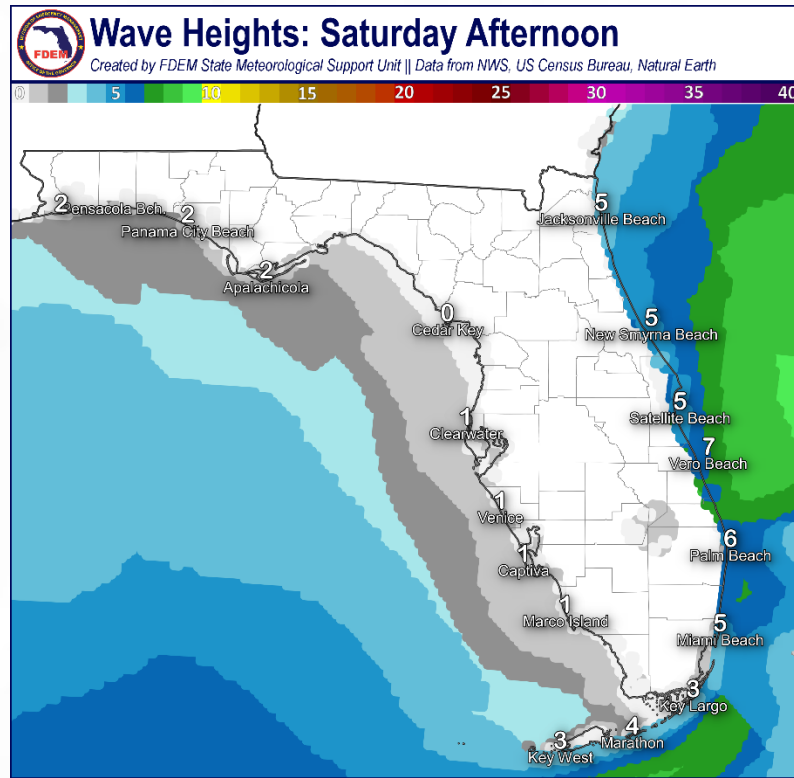 FDEM
Wave Heights: Saturday Afternoon
Created by FDEM State Meteorological Support Unit || Data from NWS, US Census Bureau, Natural Earth
0 5 10 15 20 25 30 35 40
2
Pensacola Bch.
2
Panama City Beach
2
Apalachicola
5
Jacksonville Beach
0
Cedar Key
5
New Smyrna Beach
1
Clearwater
5
Satellite Beach
7
Vero Beach
1
Venice
6
Palm Beach
1
Captiva
1
Marco Island
5
Miami Beach
3
Key Largo
4
Marathon
3
Key West